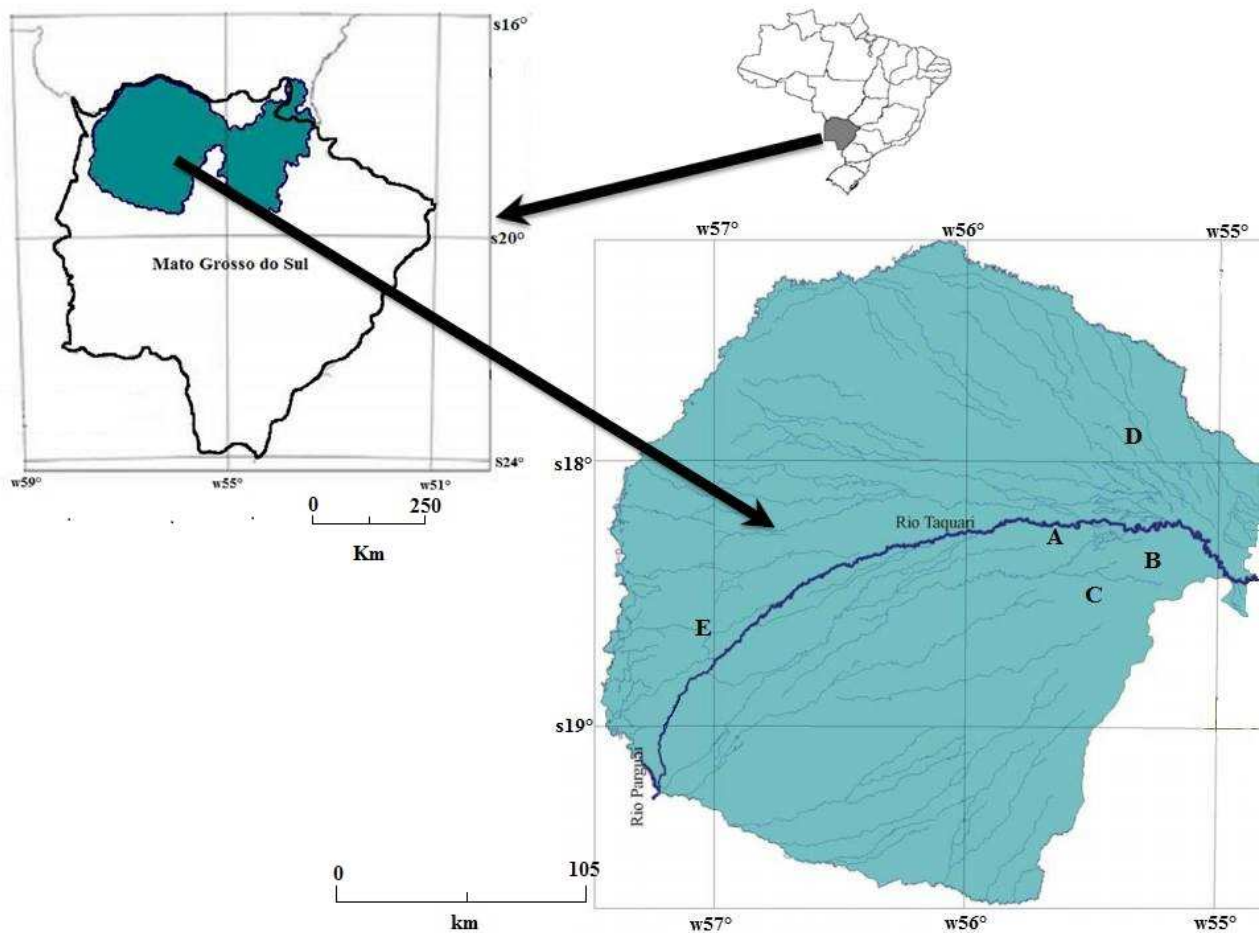 s16°
s20°
Mato Grosso do Sul
S24°
w59°
w55°
w51°
0
250
Km
w57°
w56°
w55°
D
s18°
Rio Taquari
A
B
C
E
s19°
Rio Parguai
0
105
km
w57°
w56°
w55°